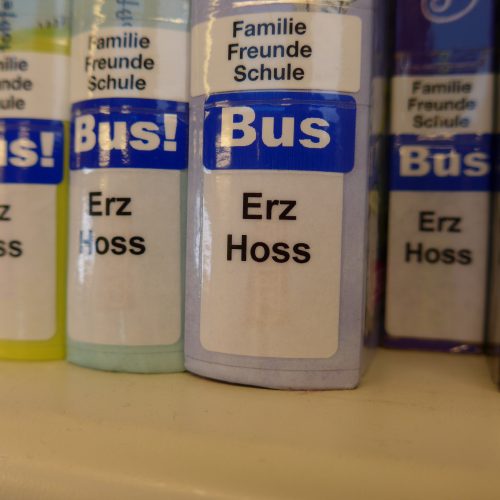 Familie
Freunde
Schule
Bus!
Erz
Hoss
Familie
Freunde
Schule
Bus
Erz
Hoss
Familie
Freunde
Schule
Bus
Erz
Hoss